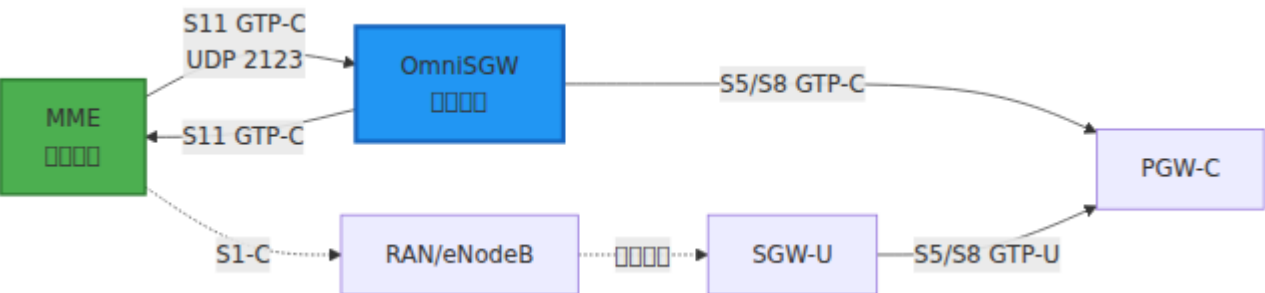 S11 GTP-C
UDP 2123
OmniSGW
MME
S11 GTP-C
S5/S8 GTP-C
PGW-C
S1-C
RAN/eNodeB
SGW-U
S5/S8 GTP-U